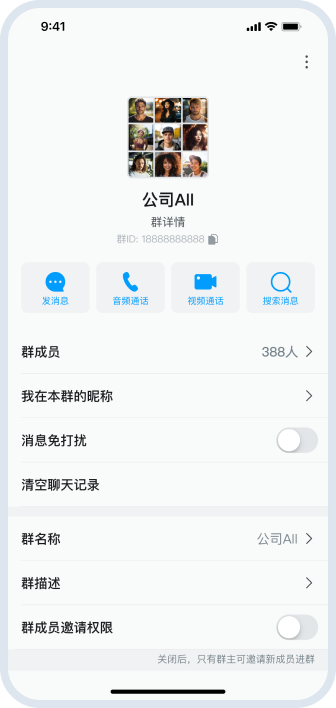 9:41
公司All
群详情
群ID: 18888888888
发消息
音频通话
视频通话
搜索消息
群成员 388人
我在本群的昵称
消息免打扰
清空聊天记录
群名称 公司All
群描述
群成员邀请权限
关闭后，只有群主可邀请新成员进群